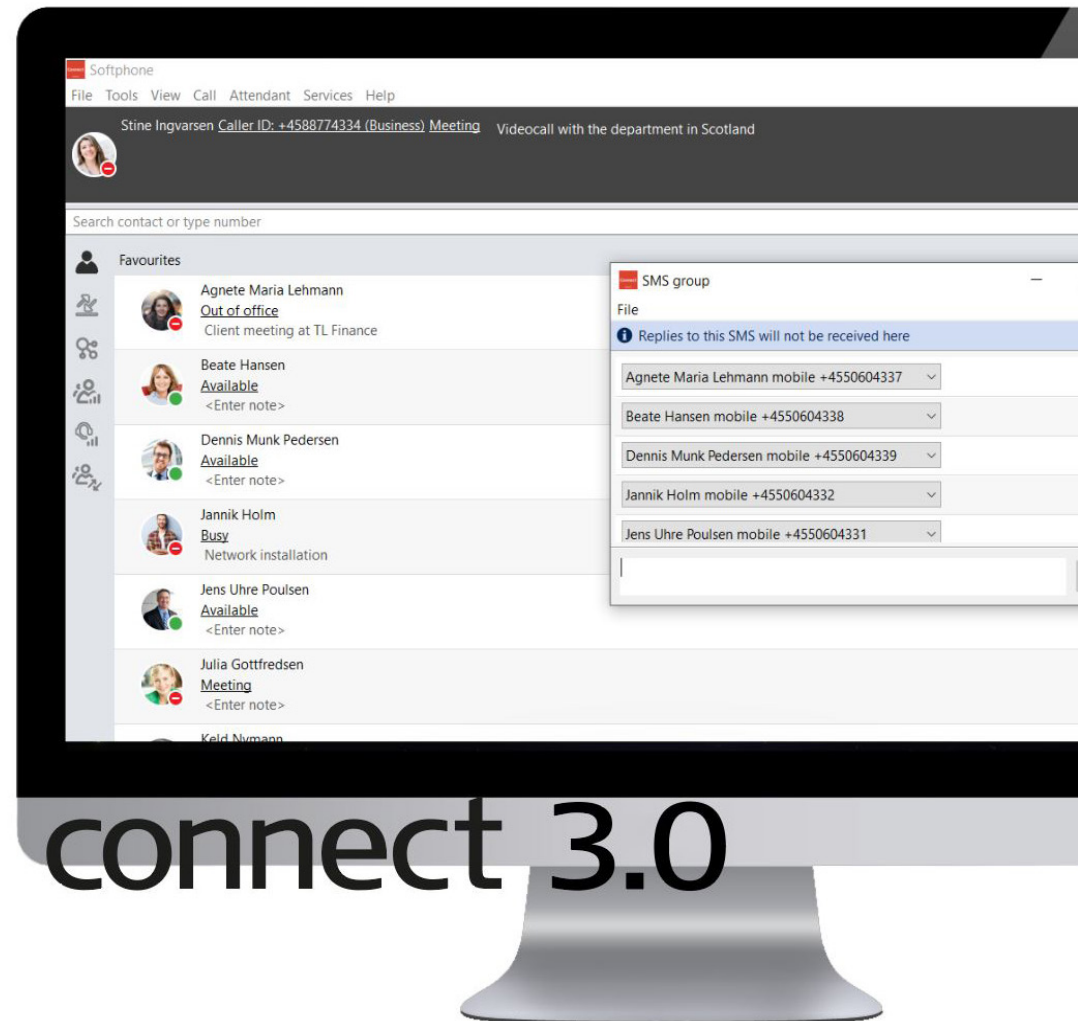 Softphone
File Tools View Call Attendant Services Help
Stine Ingvarsen Caller ID: +4588774334 (Business) Meeting Videocall with the department in Scotland
Search contact or type number
Favourites
Agnete Maria Lehmann
Out of office
Client meeting at TL Finance
Beate Hansen
Available
<Enter note>
Dennis Munk Pedersen
Available
<Enter note>
Jannik Holm
Busy
Network installation
Jens Uhre Poulsen
Available
<Enter note>
Julia Gottfredsen
Meeting
<Enter note>
Keld Nymann
SMS group
File
Replies to this SMS will not be received here
Agnete Maria Lehmann mobile +4550604337
Beate Hansen mobile +4550604338
Dennis Munk Pedersen mobile +4550604339
Jannik Holm mobile +4550604332
Jens Uhre Poulsen mobile +4550604331
connect 3.0